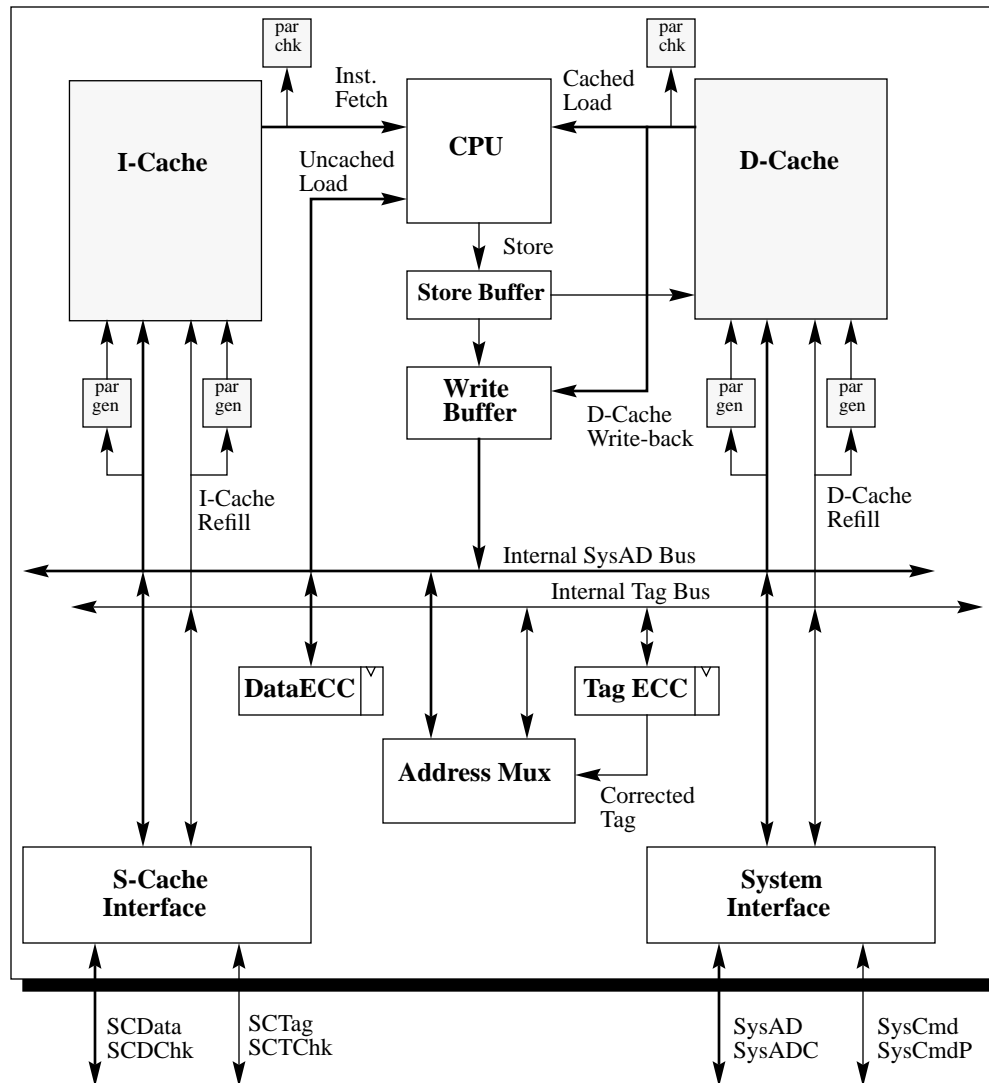 par
chk
par
chk
Inst.
Fetch
Cached
Load
I-Cache
CPU
D-Cache
Uncached
Load
Store
Store Buffer
par
gen
par
gen
Write
Buffer
par
gen
par
gen
D-Cache
Write-back
I-Cache
Refill
D-Cache
Refill
Internal SysAD Bus
Internal Tag Bus
DataECC
Tag ECC
Address Mux
Corrected
Tag
S-Cache
Interface
System
Interface
SCData
SCDChk
SCTag
SCTChk
SysAD
SysADC
SysCmd
SysCmdP